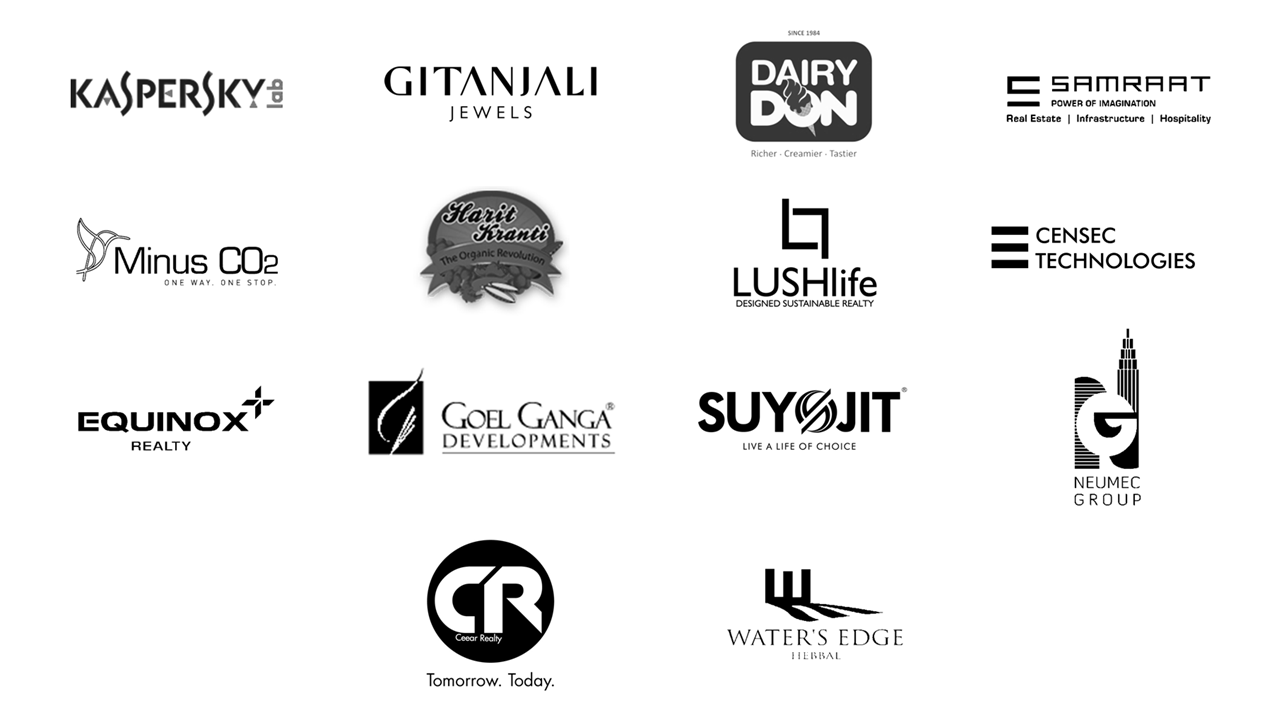 KASPERSKY lab
GITANJALI
JEWELS
SINCE 1984
DAIRY
DON
Richer · Creamier · Tastier
SAMRAAT
POWER OF IMAGINATION
Real Estate | Infrastructure | Hospitality
Minus CO2
ONE WAY. ONE STOP.
Harit
Kranti
The Organic Revolution
LUSHlife
DESIGNED SUSTAINABLE REALTY
CENSEC
TECHNOLOGIES
EQUINOX
REALTY
GOEL GANGA®
DEVELOPMENTS
SUYOJIT®
LIVE A LIFE OF CHOICE
G
NEUMEC
GROUP
CR
Ceear Realty
Tomorrow. Today.
WATER'S EDGE
HEBBAL